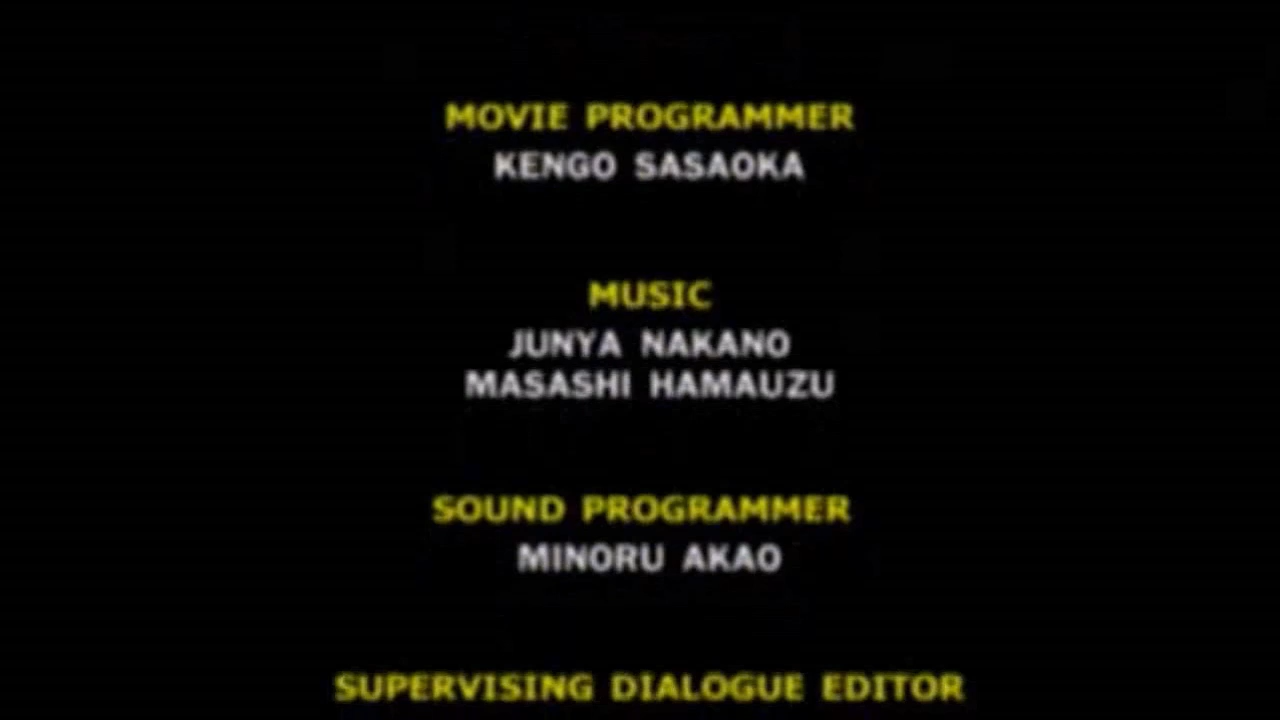 MOVIE PROGRAMMER
KENGO SASAOKA
MUSIC
JUNYA NAKANO
MASASHI HAMAUZU
SOUND PROGRAMMER
MINORU AKAO
SUPERVISING DIALOGUE EDITOR